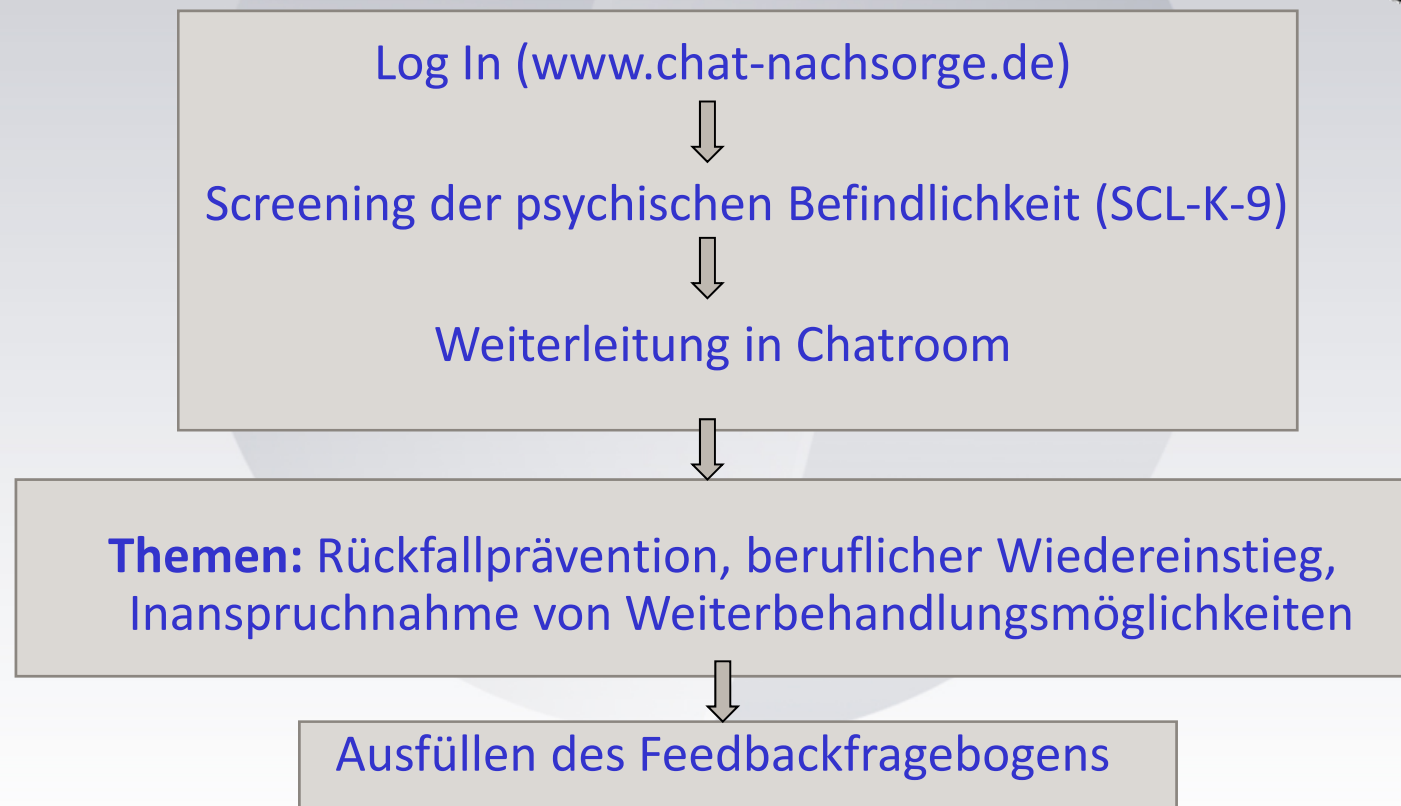 Log In (www.chat-nachsorge.de)
Screening der psychischen Befindlichkeit (SCL-K-9)
Weiterleitung in Chatroom
Themen: Rückfallprävention, beruflicher Wiedereinstieg,
Inanspruchnahme von Weiterbehandlungsmöglichkeiten
Ausfüllen des Feedbackfragebogens